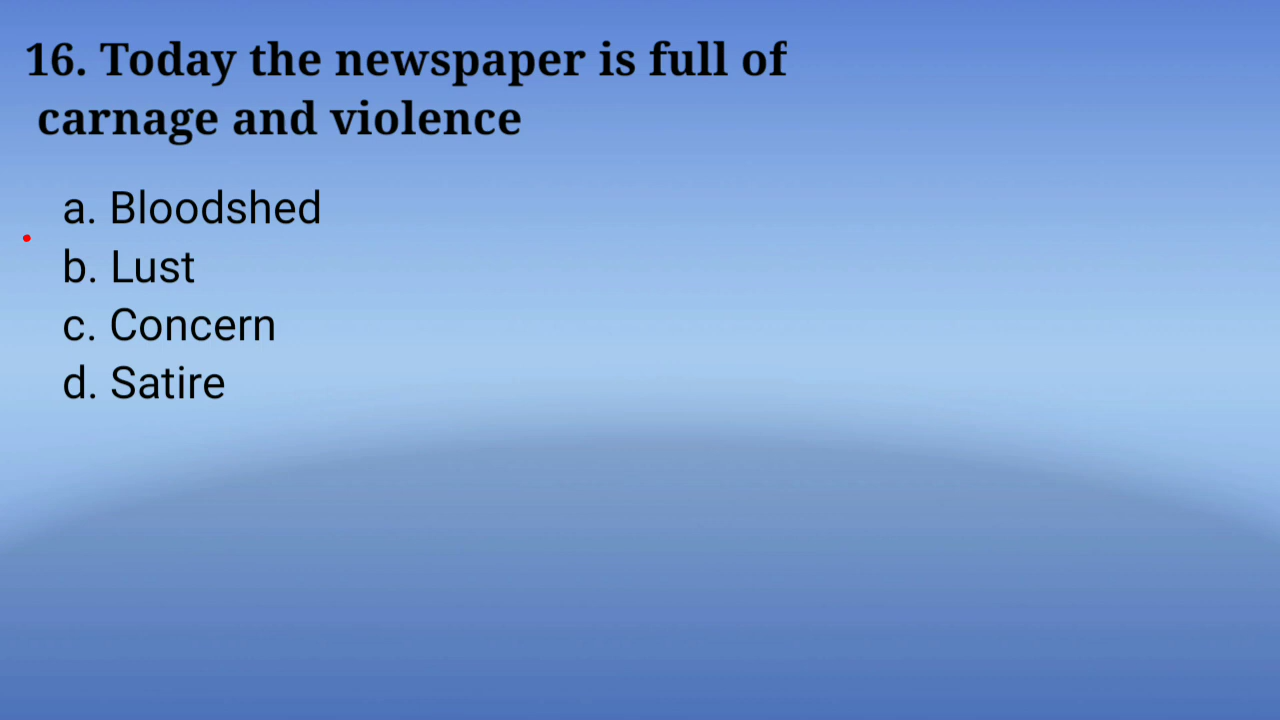 16. Today the newspaper is full of
carnage and violence
a. Bloodshed
b. Lust
c. Concern
d. Satire